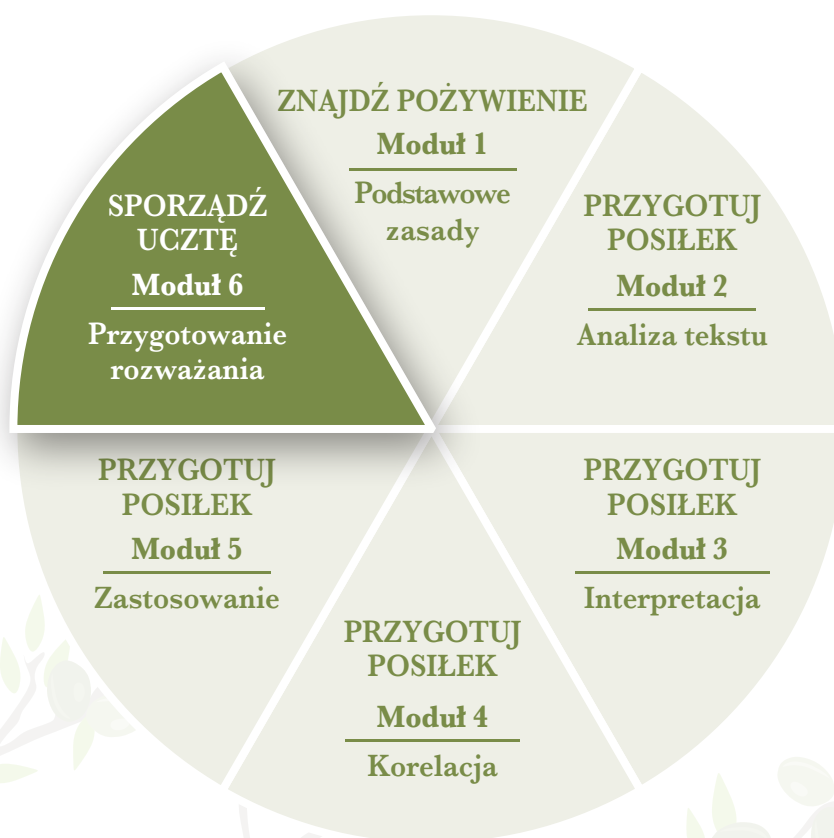 ZNAJDŹ POŻYWIENIE
Moduł 1
Podstawowe
zasady
PRZYGOTUJ
POSIŁEK
Moduł 2
Analiza tekstu
PRZYGOTUJ
POSIŁEK
Moduł 3
Interpretacja
PRZYGOTUJ
POSIŁEK
Moduł 4
Korelacja
PRZYGOTUJ
POSIŁEK
Moduł 5
Zastosowanie
SPORZĄDŹ
UCZTĘ
Moduł 6
Przygotowanie
rozważania